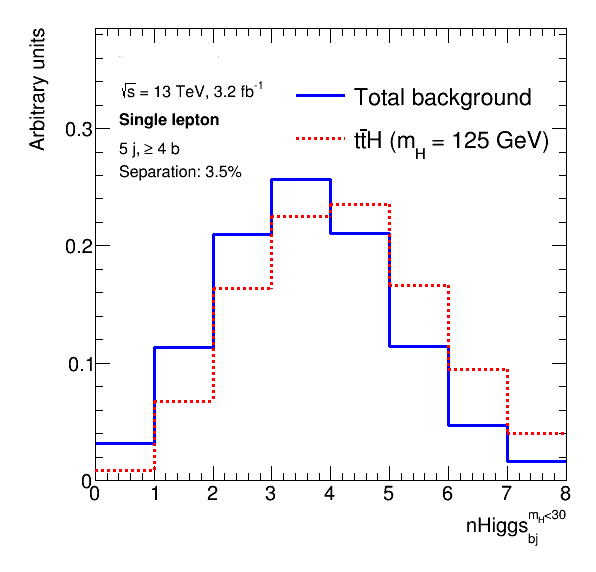 Arbitrary units
√s = 13 TeV, 3.2 fb⁻¹
Single lepton
5 j, ≥ 4 b
Separation: 3.5%
Total background
tt̄H (m_H = 125 GeV)
0.3
0.2
0.1
0
0 1 2 3 4 5 6 7 8
nHiggs_bj^{m_H<30}